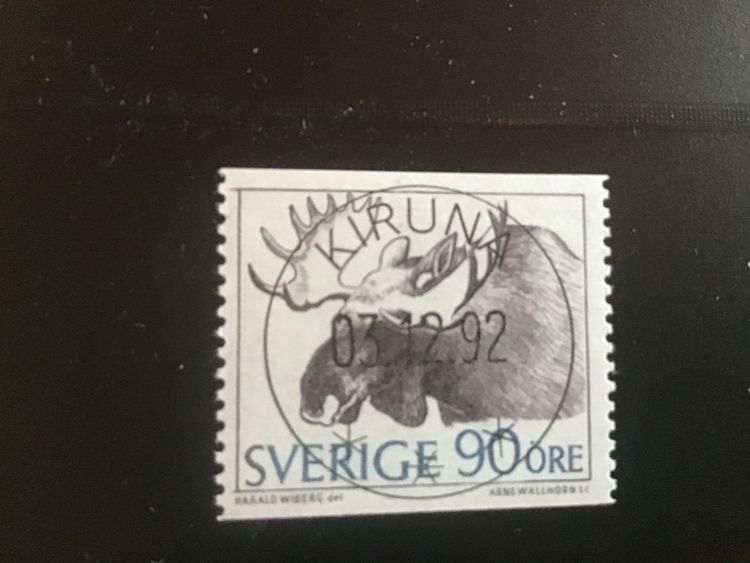 KIRUNA
03.12.92
SVERIGE 90 ÖRE
HARALD WIBERG del ARNE WALLHORN SC